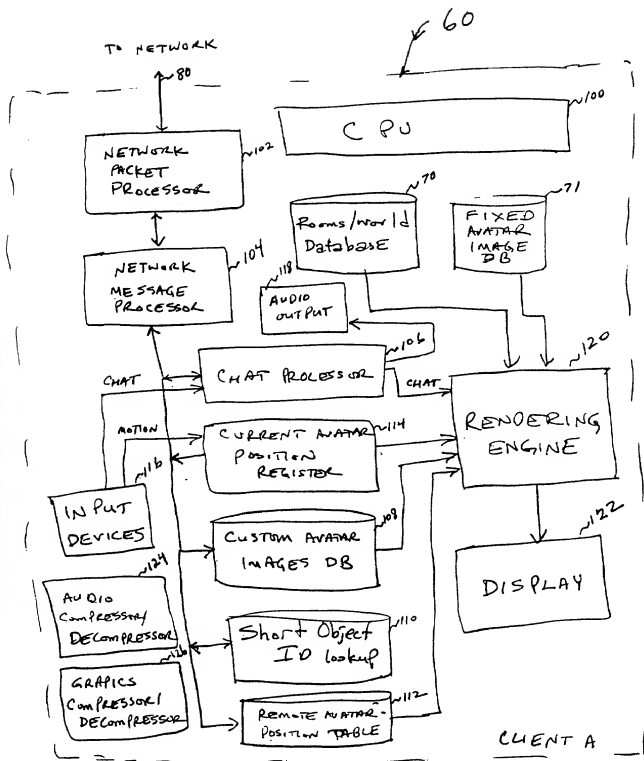 60
TO NETWORK
80
CPU
100
NETWORK
PACKET
PROCESSOR
102
Rooms/world
Database
70
FIXED
AVATAR
IMAGE
DB
71
NETWORK
MESSAGE
PROCESSOR
104
AUDIO
OUTPUT
118
CHAT
CHAT PROCESSOR
106
CHAT
RENDERING
ENGINE
120
MOTION
CURRENT AVATAR
POSITION
REGISTER
114
INPUT
DEVICES
116
CUSTOM AVATAR
IMAGES DB
108
DISPLAY
122
AUDIO
COMPRESSOR/
DECOMPRESSOR
124
Short Object
ID lookup
110
GRAPICS
COMPRESSOR/
DECOMPRESSOR
126
REMOTE AVATAR-
POSITION TABLE
112
CLIENT A